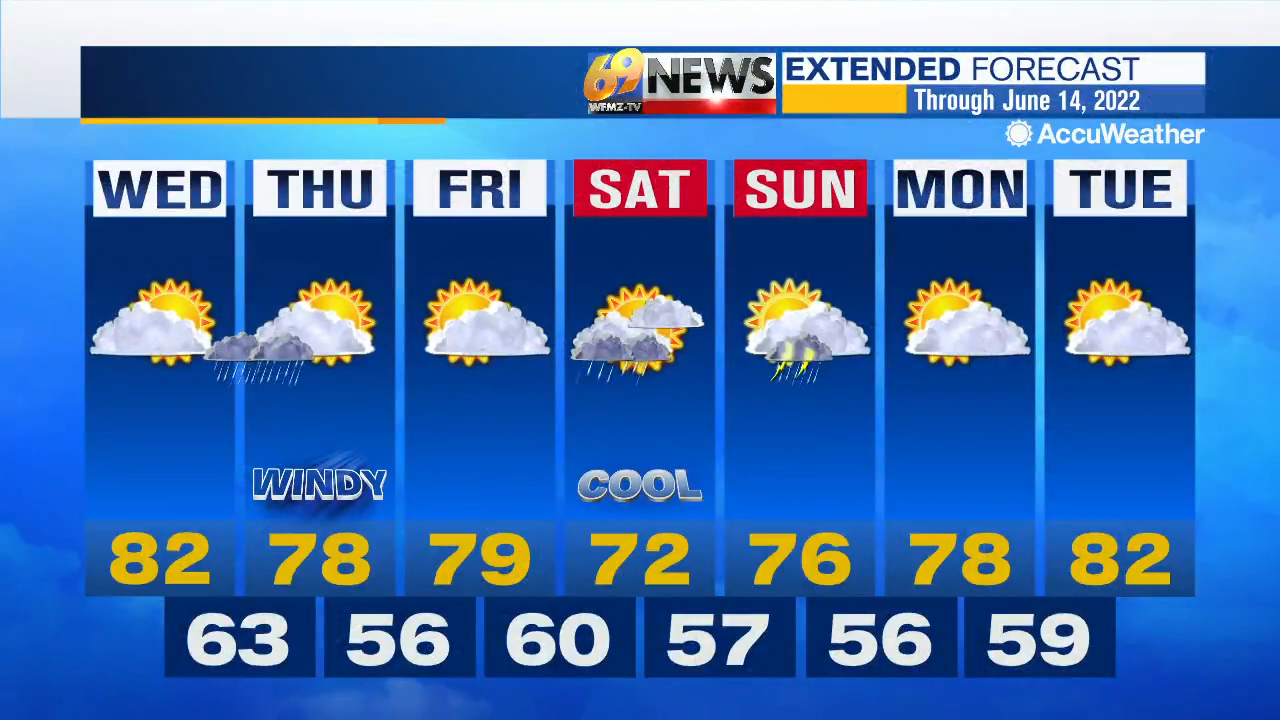 69 NEWS
WFMZ-TV
EXTENDED FORECAST
Through June 14, 2022
AccuWeather
WED THU FRI SAT SUN MON TUE
WINDY COOL
82 78 79 72 76 78 82
63 56 60 57 56 59